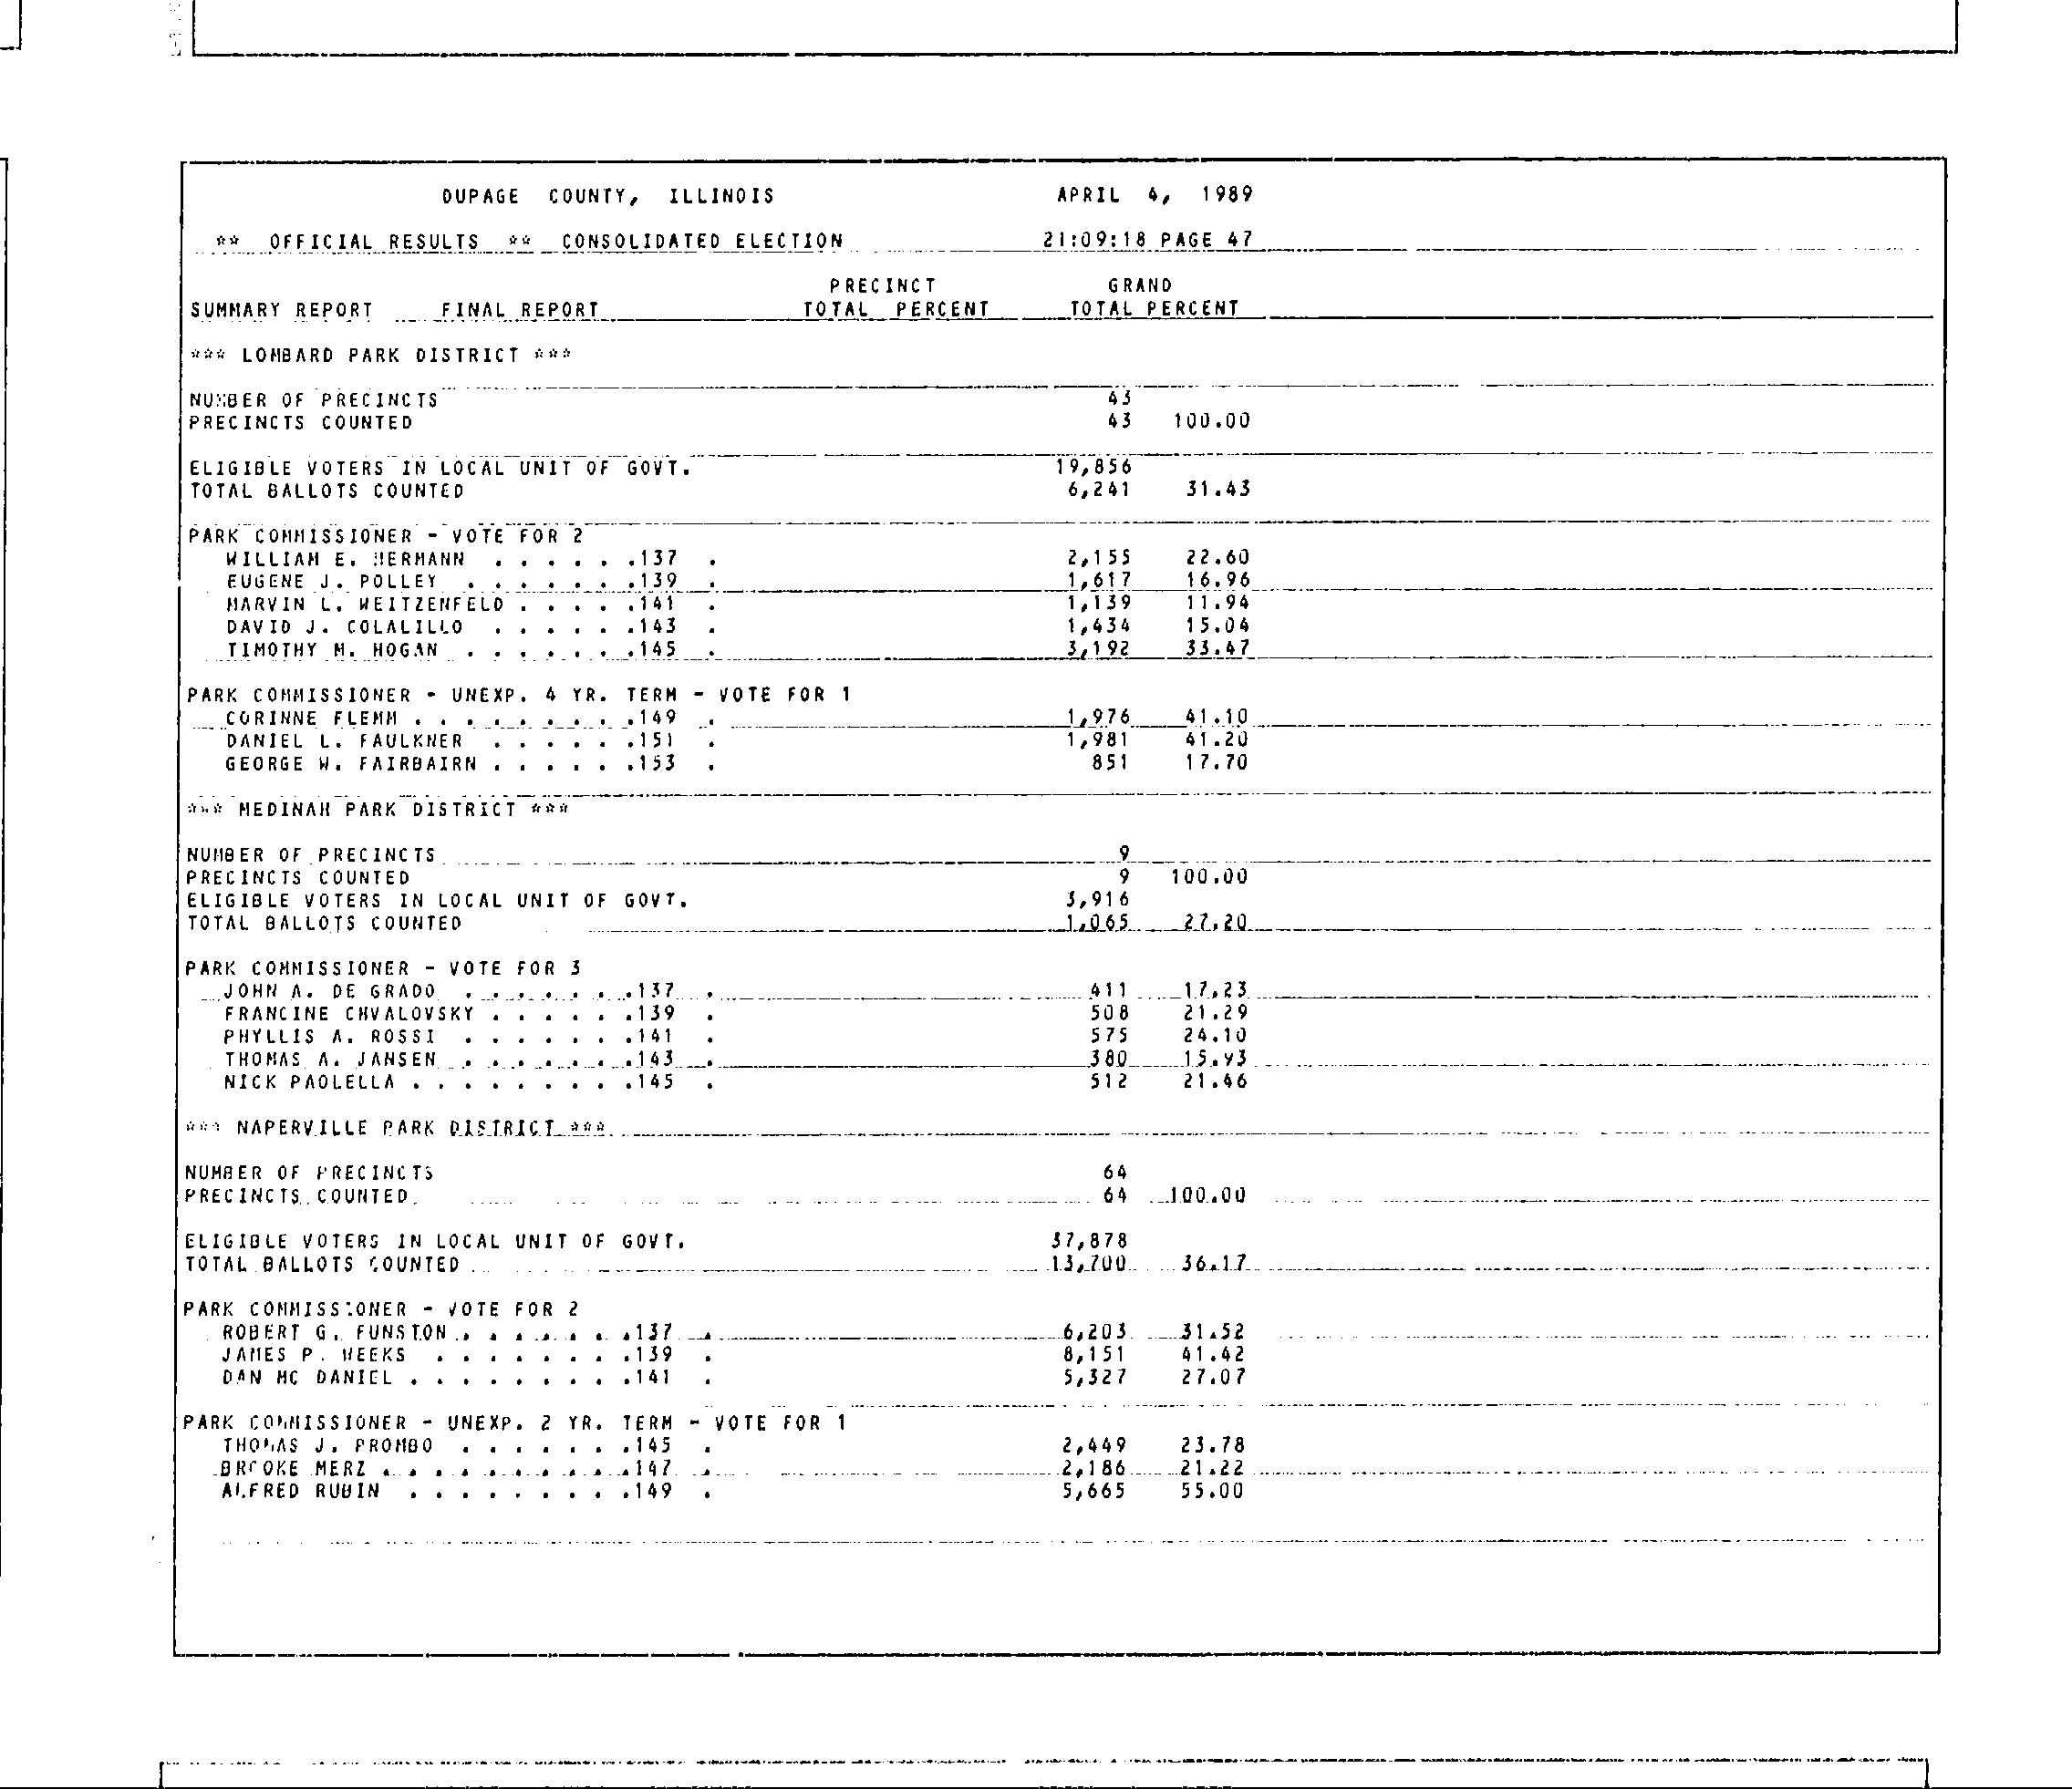 DUPAGE COUNTY, ILLINOIS APRIL 4, 1989
** OFFICIAL RESULTS ** CONSOLIDATED ELECTION 21:09:18 PAGE 47
PRECINCT GRAND
SUMMARY REPORT FINAL REPORT TOTAL PERCENT TOTAL PERCENT
*** LOMBARD PARK DISTRICT ***
NUMBER OF PRECINCTS 43
PRECINCTS COUNTED 43 100.00
ELIGIBLE VOTERS IN LOCAL UNIT OF GOVT. 19,856
TOTAL BALLOTS COUNTED 6,241 31.43
PARK COMMISSIONER - VOTE FOR 2
WILLIAM E. HERMANN . . . . . .137 . 2,155 22.60
EUGENE J. POLLEY . . . . . . .139 . 1,617 16.96
MARVIN L. WEITZENFELD . . . . .141 . 1,139 11.94
DAVID J. COLALILLO . . . . . .143 . 1,434 15.04
TIMOTHY M. HOGAN . . . . . . .145 . 3,192 33.47
PARK COMMISSIONER - UNEXP. 4 YR. TERM - VOTE FOR 1
CORINNE FLEMM . . . . . . . . .149 . 1,976 41.10
DANIEL L. FAULKNER . . . . . .151 . 1,981 41.20
GEORGE W. FAIRBAIRN . . . . . .153 . 851 17.70
*** MEDINAH PARK DISTRICT ***
NUMBER OF PRECINCTS 9
PRECINCTS COUNTED 9 100.00
ELIGIBLE VOTERS IN LOCAL UNIT OF GOVT. 3,916
TOTAL BALLOTS COUNTED 1,065 27.20
PARK COMMISSIONER - VOTE FOR 3
JOHN A. DE GRADO . . . . . . .137 . 411 17.23
FRANCINE CHVALOVSKY . . . . . .139 . 508 21.29
PHYLLIS A. ROSSI . . . . . . .141 . 575 24.10
THOMAS A. JANSEN . . . . . . .143 . 380 15.93
NICK PAOLELLA . . . . . . . . .145 . 512 21.46
*** NAPERVILLE PARK DISTRICT ***
NUMBER OF PRECINCTS 64
PRECINCTS COUNTED 64 100.00
ELIGIBLE VOTERS IN LOCAL UNIT OF GOVT. 37,878
TOTAL BALLOTS COUNTED 13,700 36.17
PARK COMMISSIONER - VOTE FOR 2
ROBERT G. FUNSTON . . . . . . .137 . 6,203 31.52
JAMES P. WEEKS . . . . . . . .139 . 8,151 41.42
DAN MC DANIEL . . . . . . . . .141 . 5,327 27.07
PARK COMMISSIONER - UNEXP. 2 YR. TERM - VOTE FOR 1
THOMAS J. PROMBO . . . . . . .145 . 2,449 23.78
BROOKE MERZ . . . . . . . . . .147 . 2,186 21.22
ALFRED RUBIN . . . . . . . . .149 . 5,665 55.00